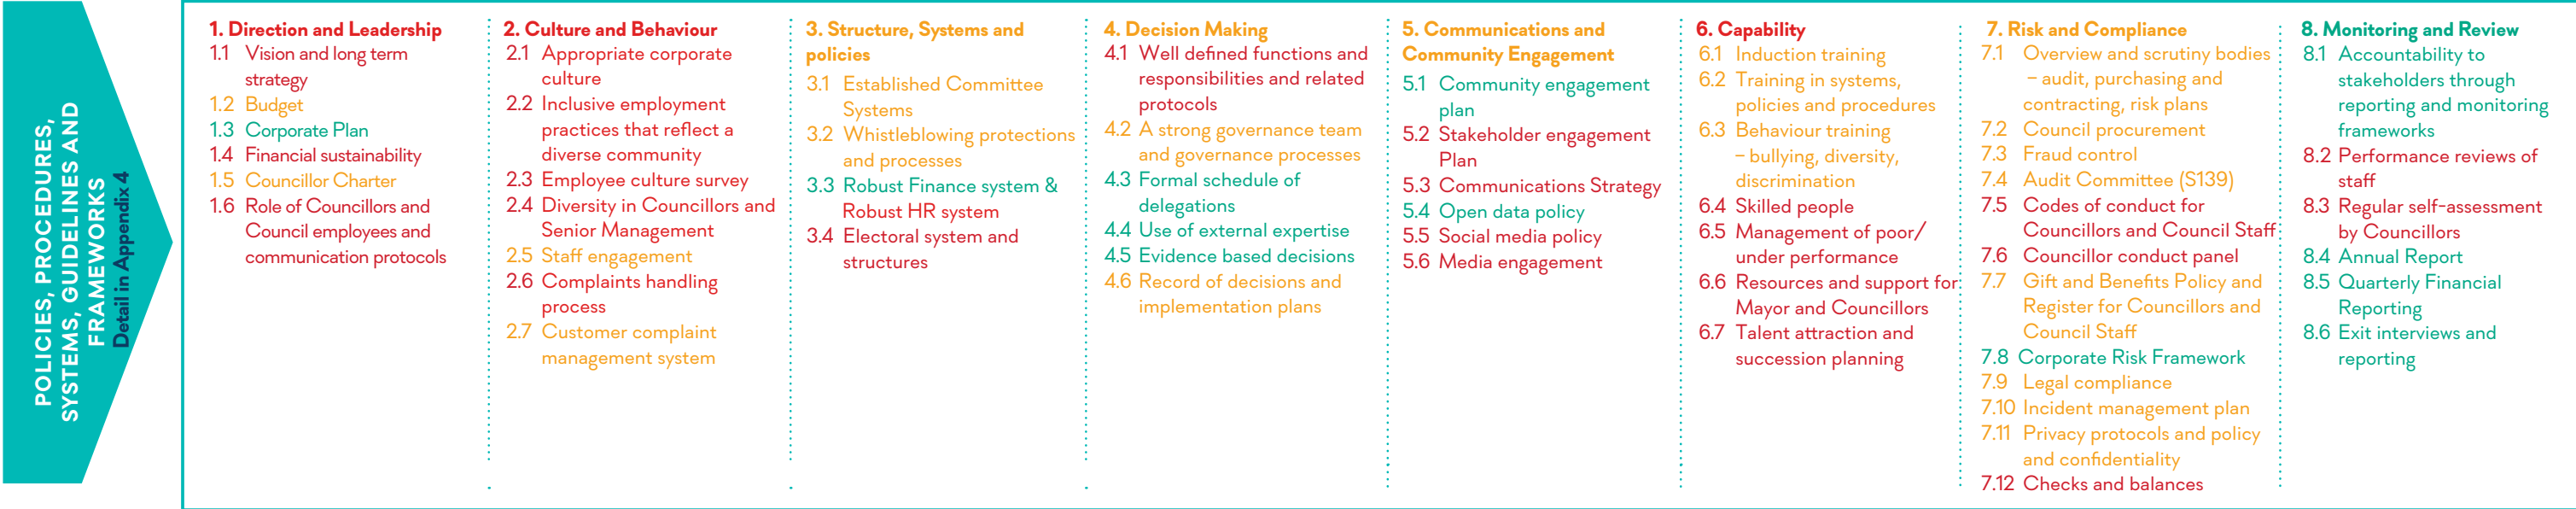 POLICIES, PROCEDURES,
SYSTEMS, GUIDELINES AND
FRAMEWORKS
Detail in Appendix 4
1. Direction and Leadership
1.1 Vision and long term
strategy
1.2 Budget
1.3 Corporate Plan
1.4 Financial sustainability
1.5 Councillor Charter
1.6 Role of Councillors and
Council employees and
communication protocols
2. Culture and Behaviour
2.1 Appropriate corporate
culture
2.2 Inclusive employment
practices that reflect a
diverse community
2.3 Employee culture survey
2.4 Diversity in Councillors and
Senior Management
2.5 Staff engagement
2.6 Complaints handling
process
2.7 Customer complaint
management system
3. Structure, Systems and
policies
3.1 Established Committee
Systems
3.2 Whistleblowing protections
and processes
3.3 Robust Finance system &
Robust HR system
3.4 Electoral system and
structures
4. Decision Making
4.1 Well defined functions and
responsibilities and related
protocols
4.2 A strong governance team
and governance processes
4.3 Formal schedule of
delegations
4.4 Use of external expertise
4.5 Evidence based decisions
4.6 Record of decisions and
implementation plans
5. Communications and
Community Engagement
5.1 Community engagement
plan
5.2 Stakeholder engagement
Plan
5.3 Communications Strategy
5.4 Open data policy
5.5 Social media policy
5.6 Media engagement
6. Capability
6.1 Induction training
6.2 Training in systems,
policies and procedures
6.3 Behaviour training
– bullying, diversity,
discrimination
6.4 Skilled people
6.5 Management of poor/
under performance
6.6 Resources and support for
Mayor and Councillors
6.7 Talent attraction and
succession planning
7. Risk and Compliance
7.1 Overview and scrutiny bodies
– audit, purchasing and
contracting, risk plans
7.2 Council procurement
7.3 Fraud control
7.4 Audit Committee (S139)
7.5 Codes of conduct for
Councillors and Council Staff
7.6 Councillor conduct panel
7.7 Gift and Benefits Policy and
Register for Councillors and
Council Staff
7.8 Corporate Risk Framework
7.9 Legal compliance
7.10 Incident management plan
7.11 Privacy protocols and policy
and confidentiality
7.12 Checks and balances
8. Monitoring and Review
8.1 Accountability to
stakeholders through
reporting and monitoring
frameworks
8.2 Performance reviews of
staff
8.3 Regular self-assessment
by Councillors
8.4 Annual Report
8.5 Quarterly Financial
Reporting
8.6 Exit interviews and
reporting